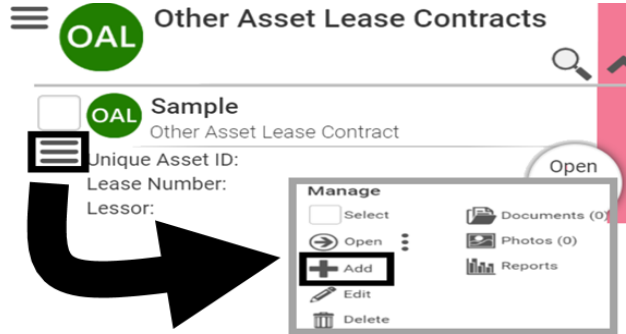 OAL
Other Asset Lease Contracts
OAL
Sample
Other Asset Lease Contract
Unique Asset ID:
Lease Number:
Lessor:
Open
Manage
Select
Open
Add
Edit
Delete
Documents (0)
Photos (0)
Reports